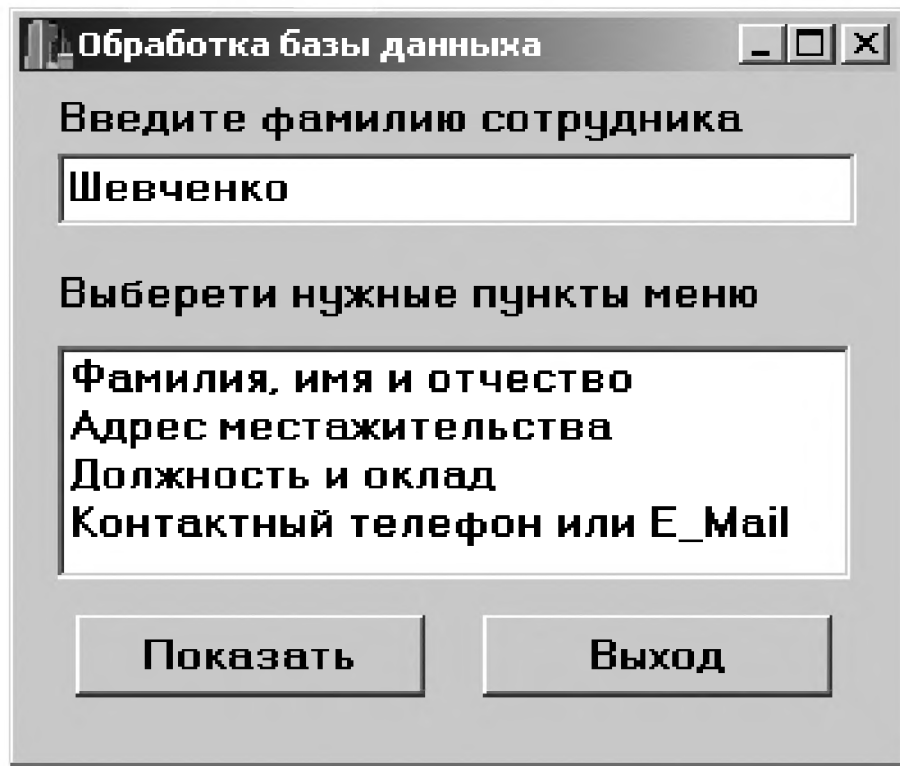 Обработка базы данныха
Введите фамилию сотрудника
Шевченко
Выберети нужные пункты меню
Фамилия, имя и отчество
Адрес местажительства
Должность и оклад
Контактный телефон или E_Mail
Показать
Выход